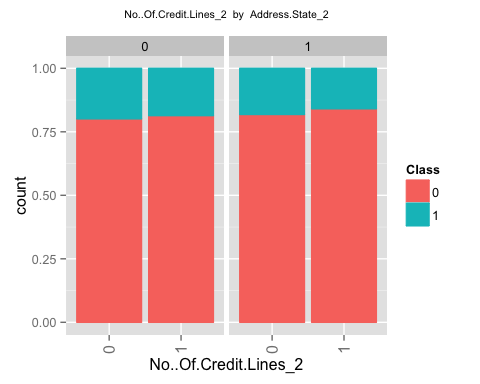 No..Of.Credit.Lines_2 by Address.State_2
0 1
1.00
0.75
0.50
0.25
0.00
count
0 1 0 1
No..Of.Credit.Lines_2
Class
0
1